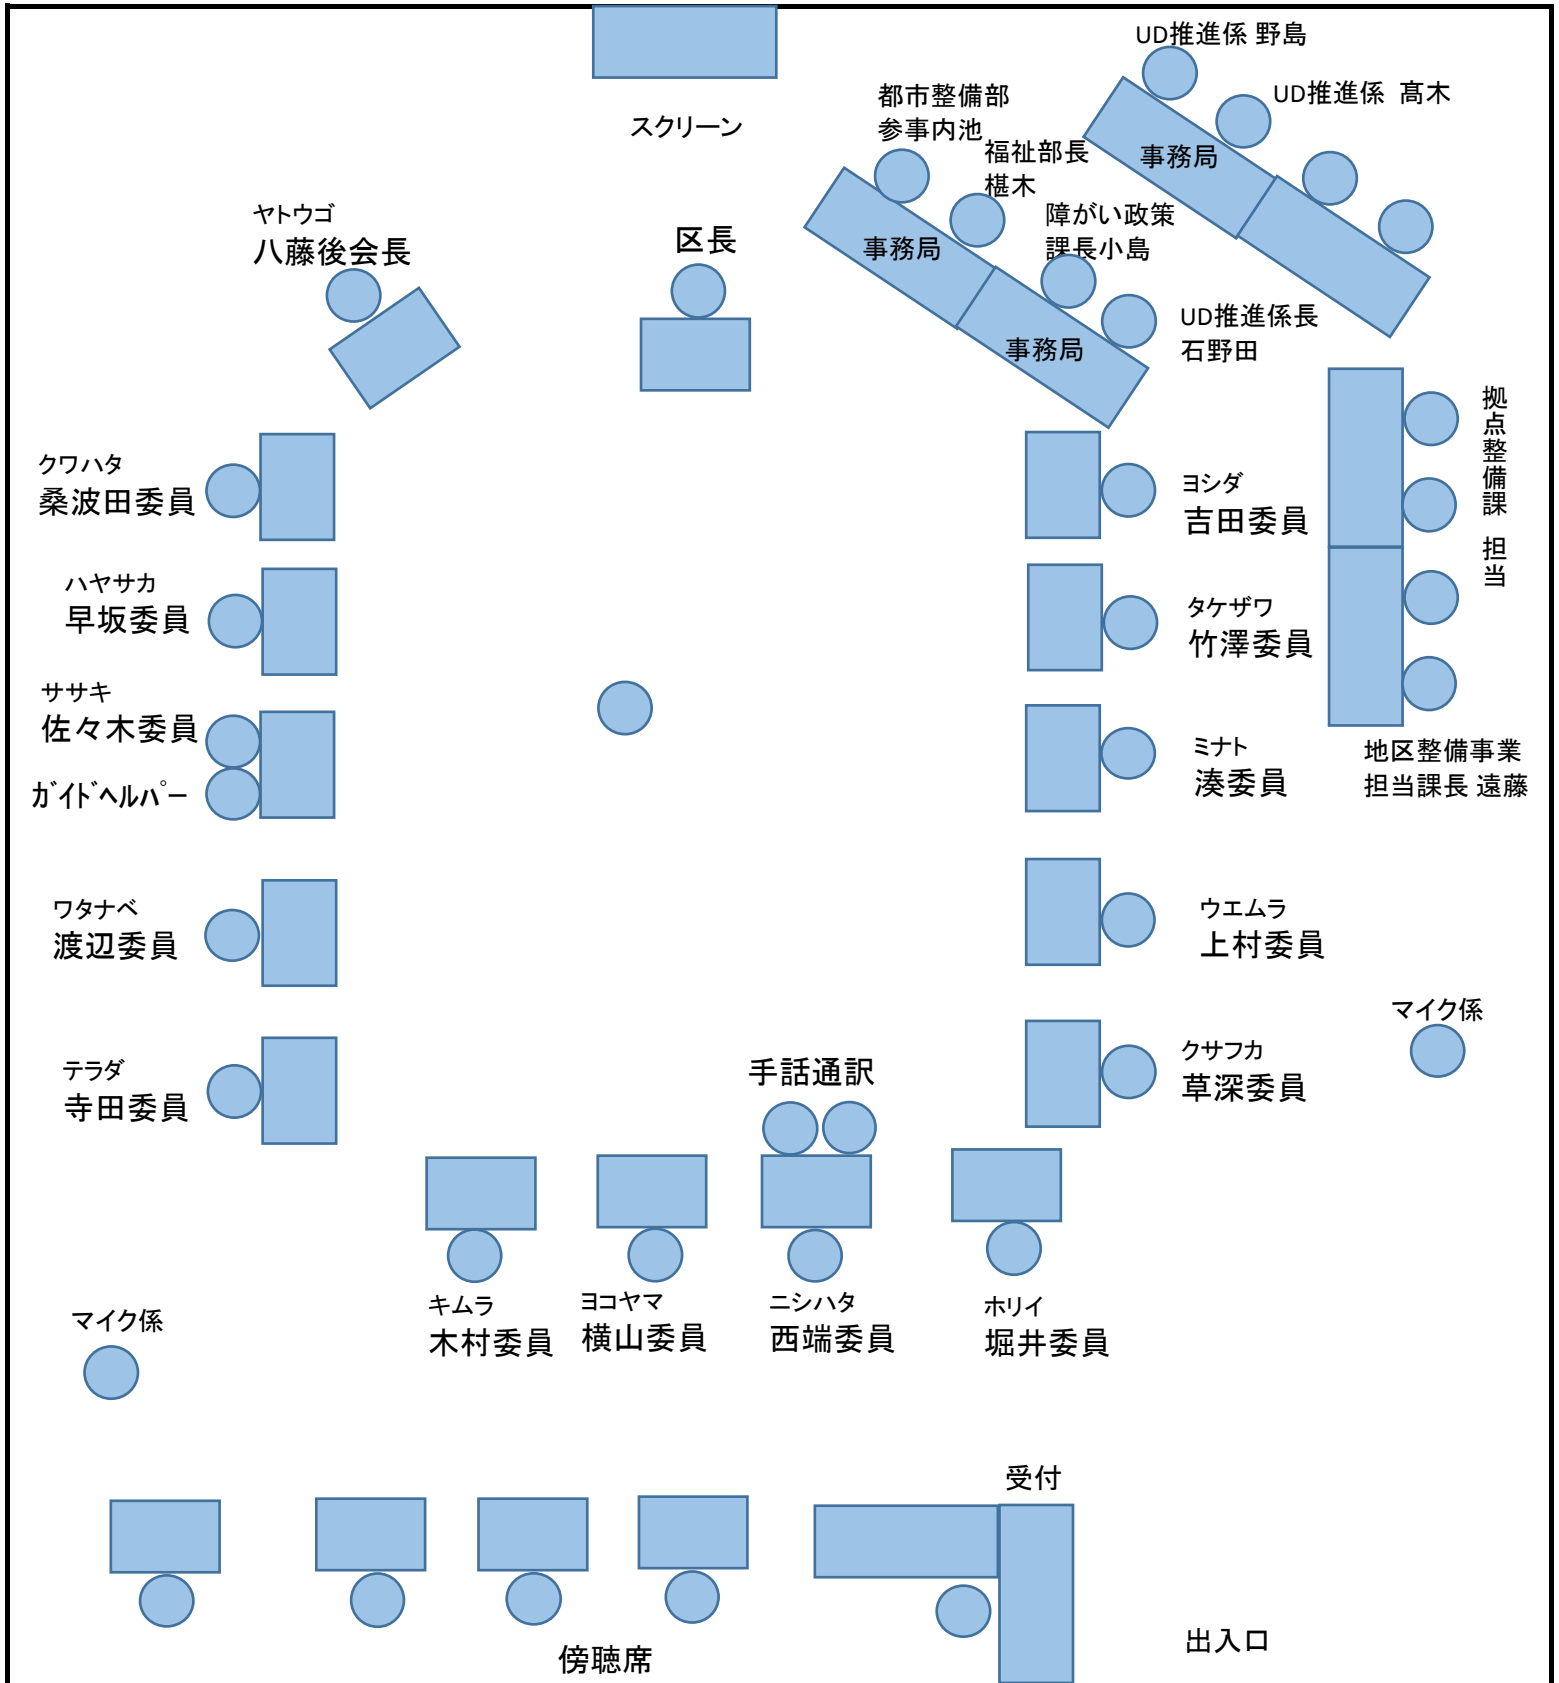 UD推進係 野島
UD推進係 髙木
都市整備部
参事内池
福祉部長
椹木
障がい政策
課長小島
UD推進係長
石野田
事務局
事務局
事務局
スクリーン
区長
ヤトウゴ
八藤後会長
クワハタ
桑波田委員
ハヤサカ
早坂委員
ササキ
佐々木委員
ｶﾞｲﾄﾞﾍﾙﾊﾟｰ
ワタナベ
渡辺委員
テラダ
寺田委員
ヨシダ
吉田委員
タケザワ
竹澤委員
ミナト
湊委員
ウエムラ
上村委員
クサフカ
草深委員
拠点整備課 担当
地区整備事業
担当課長 遠藤
マイク係
手話通訳
キムラ
木村委員
ヨコヤマ
横山委員
ニシハタ
西端委員
ホリイ
堀井委員
マイク係
受付
傍聴席
出入口